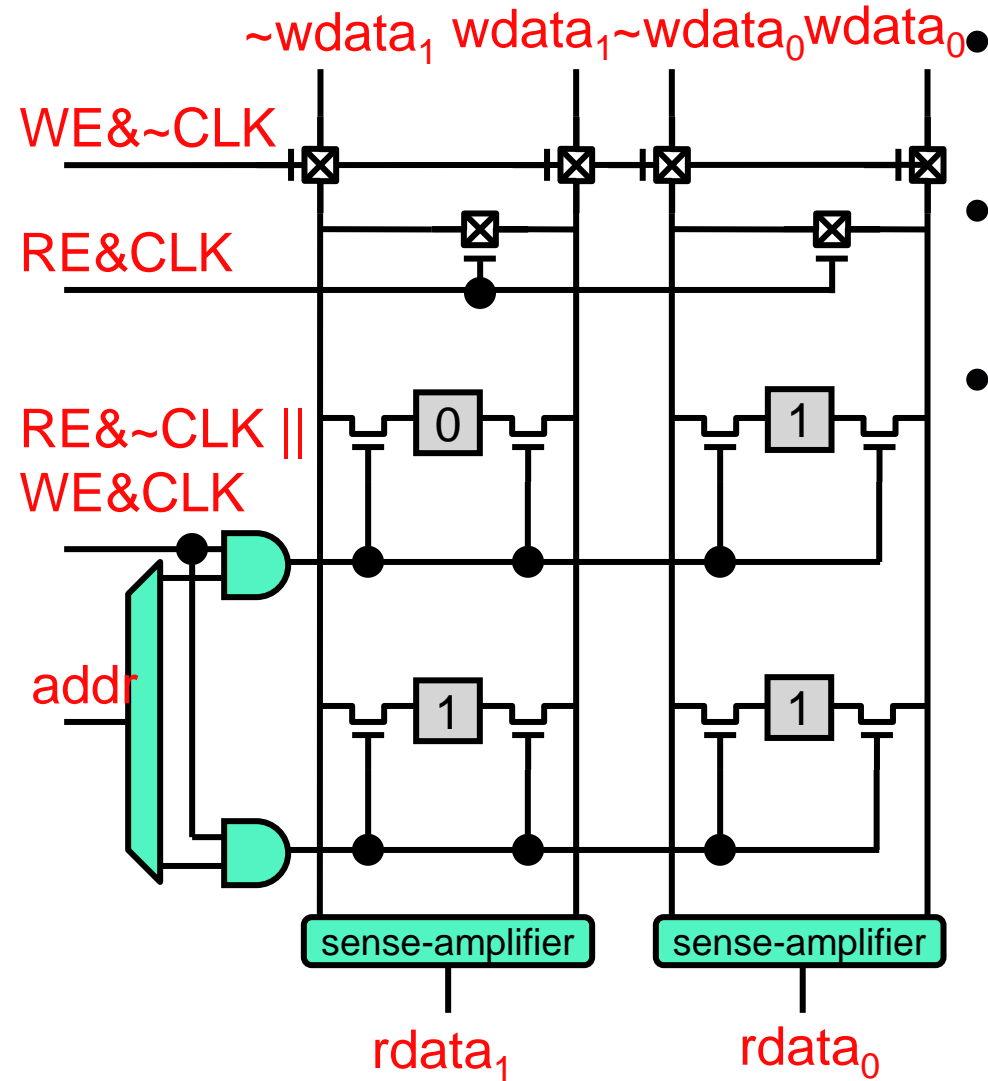 ~wdata₁ wdata₁ ~wdata₀ wdata₀ •
WE&~CLK
•
RE&CLK
•
RE&~CLK ||
WE&CLK
0 1
addr
1 1
sense-amplifier sense-amplifier
rdata₁ rdata₀